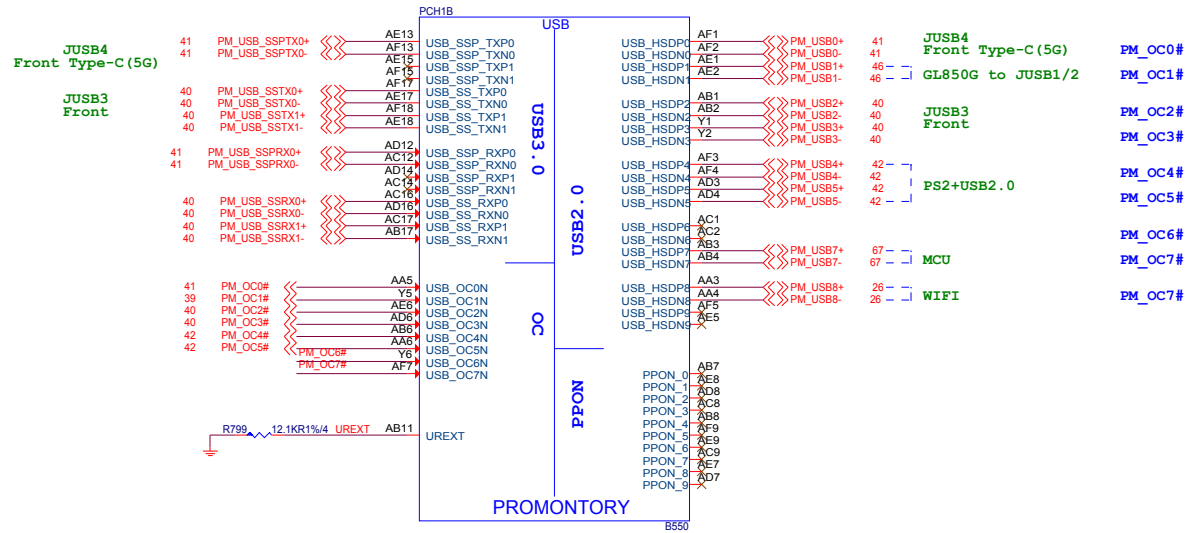 PCH1B
USB
JUSB4
Front Type-C(5G)
41 PM_USB_SSPTX0+ AE13 USB_SSP_TXP0
41 PM_USB_SSPTX0- AF13 USB_SSP_TXN0
AE15 USB_SSP_TXP1
AF15 USB_SSP_TXN1
JUSB3
Front
40 PM_USB_SSTX0+ AF17 USB_SS_TXP0
40 PM_USB_SSTX0- AE17 USB_SS_TXN0
40 PM_USB_SSTX1+ AF18 USB_SS_TXP1
40 PM_USB_SSTX1- AE18 USB_SS_TXN1
41 PM_USB_SSPRX0+ AD12 USB_SSP_RXP0
41 PM_USB_SSPRX0- AC12 USB_SSP_RXN0
AD14 USB_SSP_RXP1
AC14 USB_SSP_RXN1
40 PM_USB_SSRX0+ AC16 USB_SS_RXP0
40 PM_USB_SSRX0- AD16 USB_SS_RXN0
40 PM_USB_SSRX1+ AC17 USB_SS_RXP1
40 PM_USB_SSRX1- AB17 USB_SS_RXN1
41 PM_OC0# AA5 USB_OC0N
39 PM_OC1# Y5 USB_OC1N
40 PM_OC2# AE6 USB_OC2N
40 PM_OC3# AD6 USB_OC3N
42 PM_OC4# AB6 USB_OC4N
42 PM_OC5# AA6 USB_OC5N
PM_OC6# Y6 USB_OC6N
PM_OC7# AF7 USB_OC7N
R799 12.1KR1%/4 UREXT AB11 UREXT
USB3.0
USB2.0
OC
PPON
USB_HSDP0 AF1 PM_USB0+ 41
USB_HSDN0 AF2 PM_USB0- 41
JUSB4
Front Type-C(5G)
PM_OC0#
USB_HSDP1 AE1 PM_USB1+ 46
USB_HSDN1 AE2 PM_USB1- 46
GL850G to JUSB1/2
PM_OC1#
USB_HSDP2 AB1 PM_USB2+ 40
USB_HSDN2 AB2 PM_USB2- 40
USB_HSDP3 Y1 PM_USB3+ 40
USB_HSDN3 Y2 PM_USB3- 40
JUSB3
Front
PM_OC2#
PM_OC3#
USB_HSDP4 AF3 PM_USB4+ 42
USB_HSDN4 AF4 PM_USB4- 42
USB_HSDP5 AD3 PM_USB5+ 42
USB_HSDN5 AD4 PM_USB5- 42
PS2+USB2.0
PM_OC4#
PM_OC5#
USB_HSDP6 AC1
USB_HSDN6 AC2
PM_OC6#
USB_HSDP7 AB3 PM_USB7+ 67
USB_HSDN7 AB4 PM_USB7- 67
MCU
PM_OC7#
USB_HSDP8 AA3 PM_USB8+ 26
USB_HSDN8 AA4 PM_USB8- 26
WIFI
PM_OC7#
USB_HSDP9 AF5
USB_HSDN9 AE5
PPON_0 AB7
PPON_1 AE8
PPON_2 AD8
PPON_3 AC8
PPON_4 AB8
PPON_5 AF9
PPON_6 AE9
PPON_7 AC9
PPON_8 AE7
PPON_9 AD7
PROMONTORY
B550